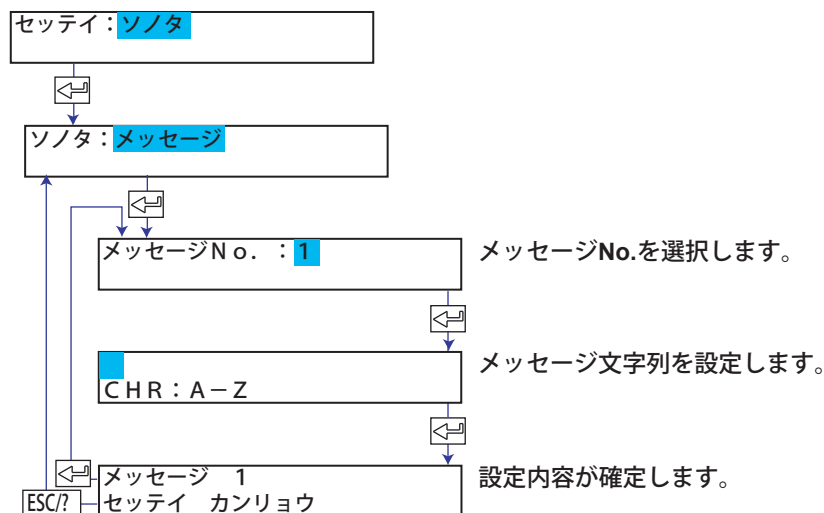 セッテイ：ソノタ
ソノタ：メッセージ
メッセージＮｏ．：1
メッセージNo.を選択します。
メッセージ文字列を設定します。
ＣＨＲ：Ａ－Ｚ
メッセージ　1
設定内容が確定します。
ESC/?
セッテイ　カンリョウ